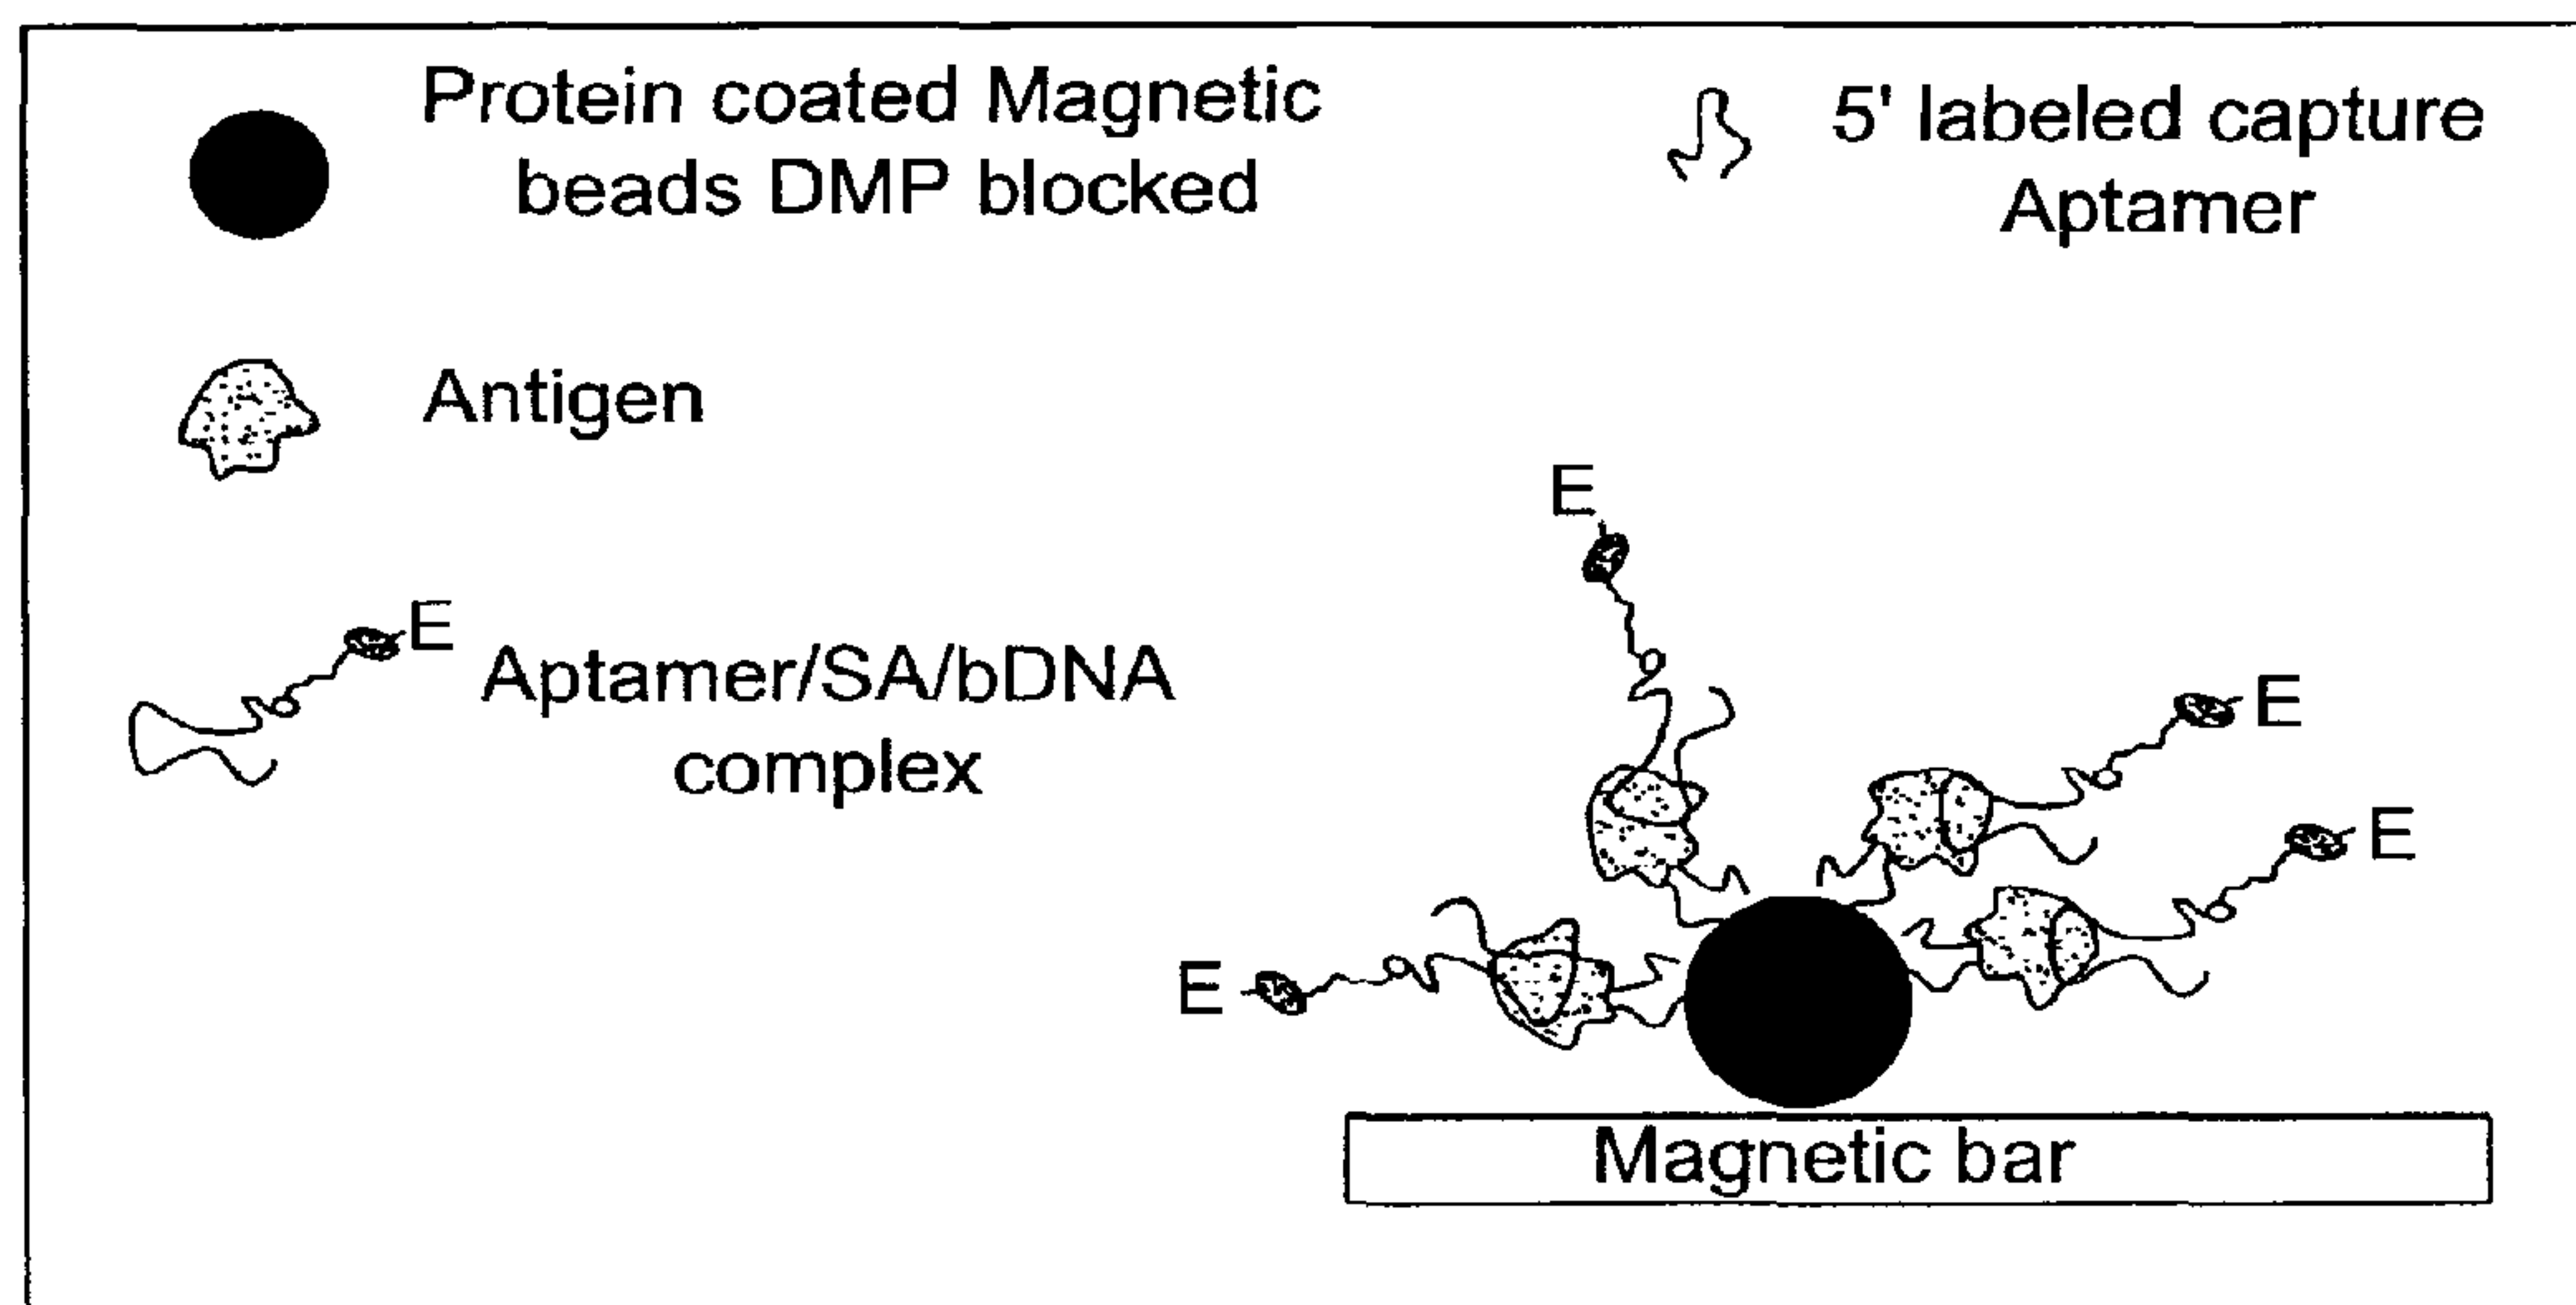 Protein coated Magnetic
beads DMP blocked
5' labeled capture
Aptamer
Antigen
E
Aptamer/SA/bDNA
complex
E
E
E
E
Magnetic bar